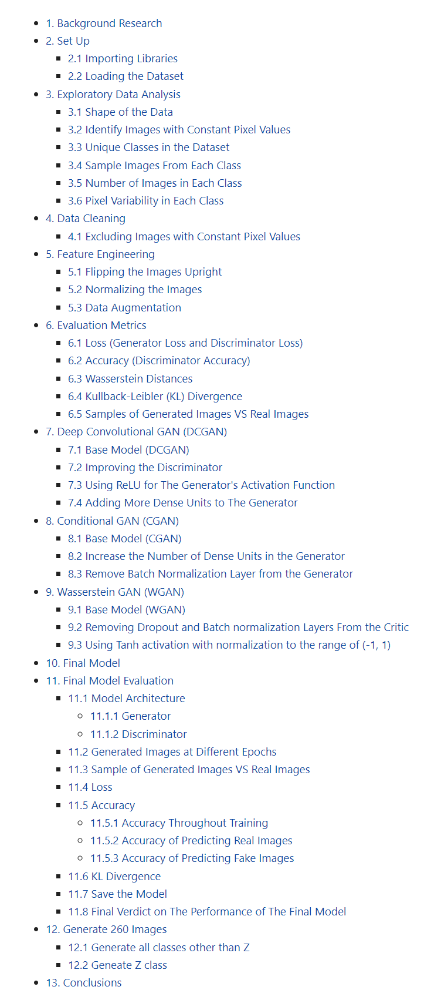 1. Background Research
2. Set Up
2.1 Importing Libraries
2.2 Loading the Dataset
3. Exploratory Data Analysis
3.1 Shape of the Data
3.2 Identify Images with Constant Pixel Values
3.3 Unique Classes in the Dataset
3.4 Sample Images From Each Class
3.5 Number of Images in Each Class
3.6 Pixel Variability in Each Class
4. Data Cleaning
4.1 Excluding Images with Constant Pixel Values
5. Feature Engineering
5.1 Flipping the Images Upright
5.2 Normalizing the Images
5.3 Data Augmentation
6. Evaluation Metrics
6.1 Loss (Generator Loss and Discriminator Loss)
6.2 Accuracy (Discriminator Accuracy)
6.3 Wasserstein Distances
6.4 Kullback-Leibler (KL) Divergence
6.5 Samples of Generated Images VS Real Images
7. Deep Convolutional GAN (DCGAN)
7.1 Base Model (DCGAN)
7.2 Improving the Discriminator
7.3 Using ReLU for The Generator's Activation Function
7.4 Adding More Dense Units to The Generator
8. Conditional GAN (CGAN)
8.1 Base Model (CGAN)
8.2 Increase the Number of Dense Units in the Generator
8.3 Remove Batch Normalization Layer from the Generator
9. Wasserstein GAN (WGAN)
9.1 Base Model (WGAN)
9.2 Removing Dropout and Batch normalization Layers From the Critic
9.3 Using Tanh activation with normalization to the range of (-1, 1)
10. Final Model
11. Final Model Evaluation
11.1 Model Architecture
11.1.1 Generator
11.1.2 Discriminator
11.2 Generated Images at Different Epochs
11.3 Sample of Generated Images VS Real Images
11.4 Loss
11.5 Accuracy
11.5.1 Accuracy Throughout Training
11.5.2 Accuracy of Predicting Real Images
11.5.3 Accuracy of Predicting Fake Images
11.6 KL Divergence
11.7 Save the Model
11.8 Final Verdict on The Performance of The Final Model
12. Generate 260 Images
12.1 Generate all classes other than Z
12.2 Geneate Z class
13. Conclusions